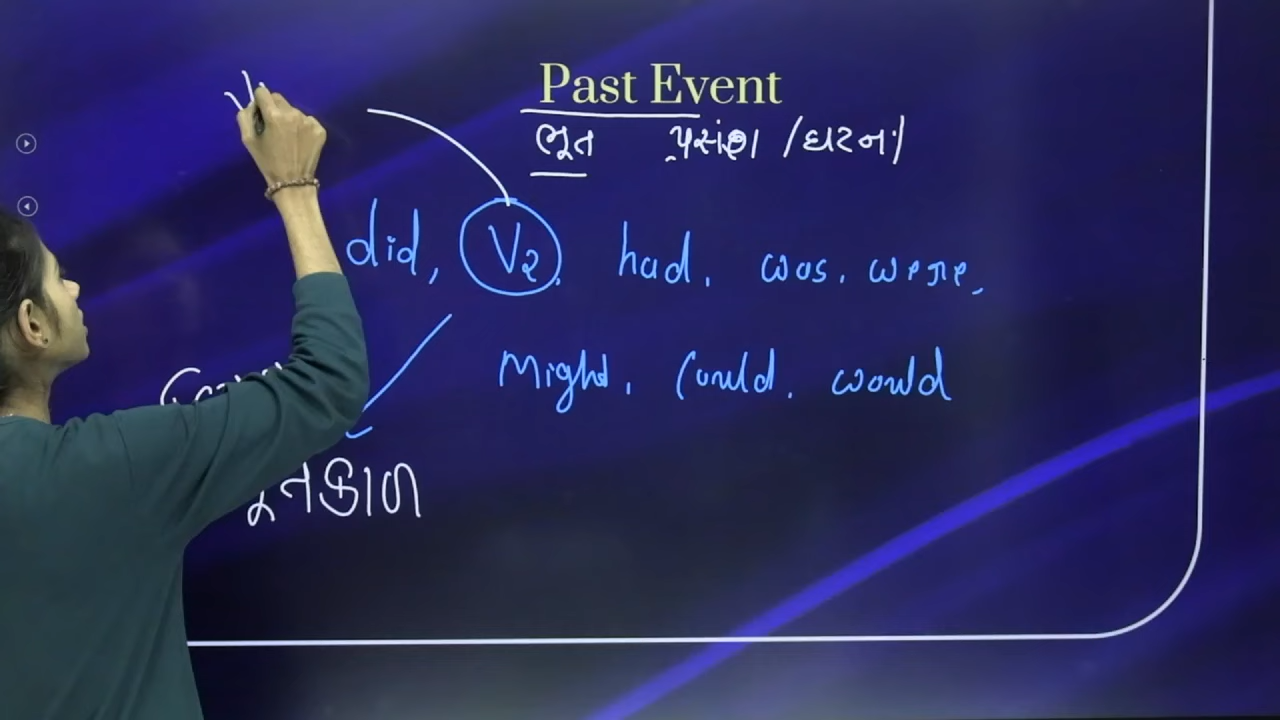 Past Event
ભૂત પ્રસંગ / ઘટના
did, V2, had, was, were,
Might, Could, would
ભૂતકાળ